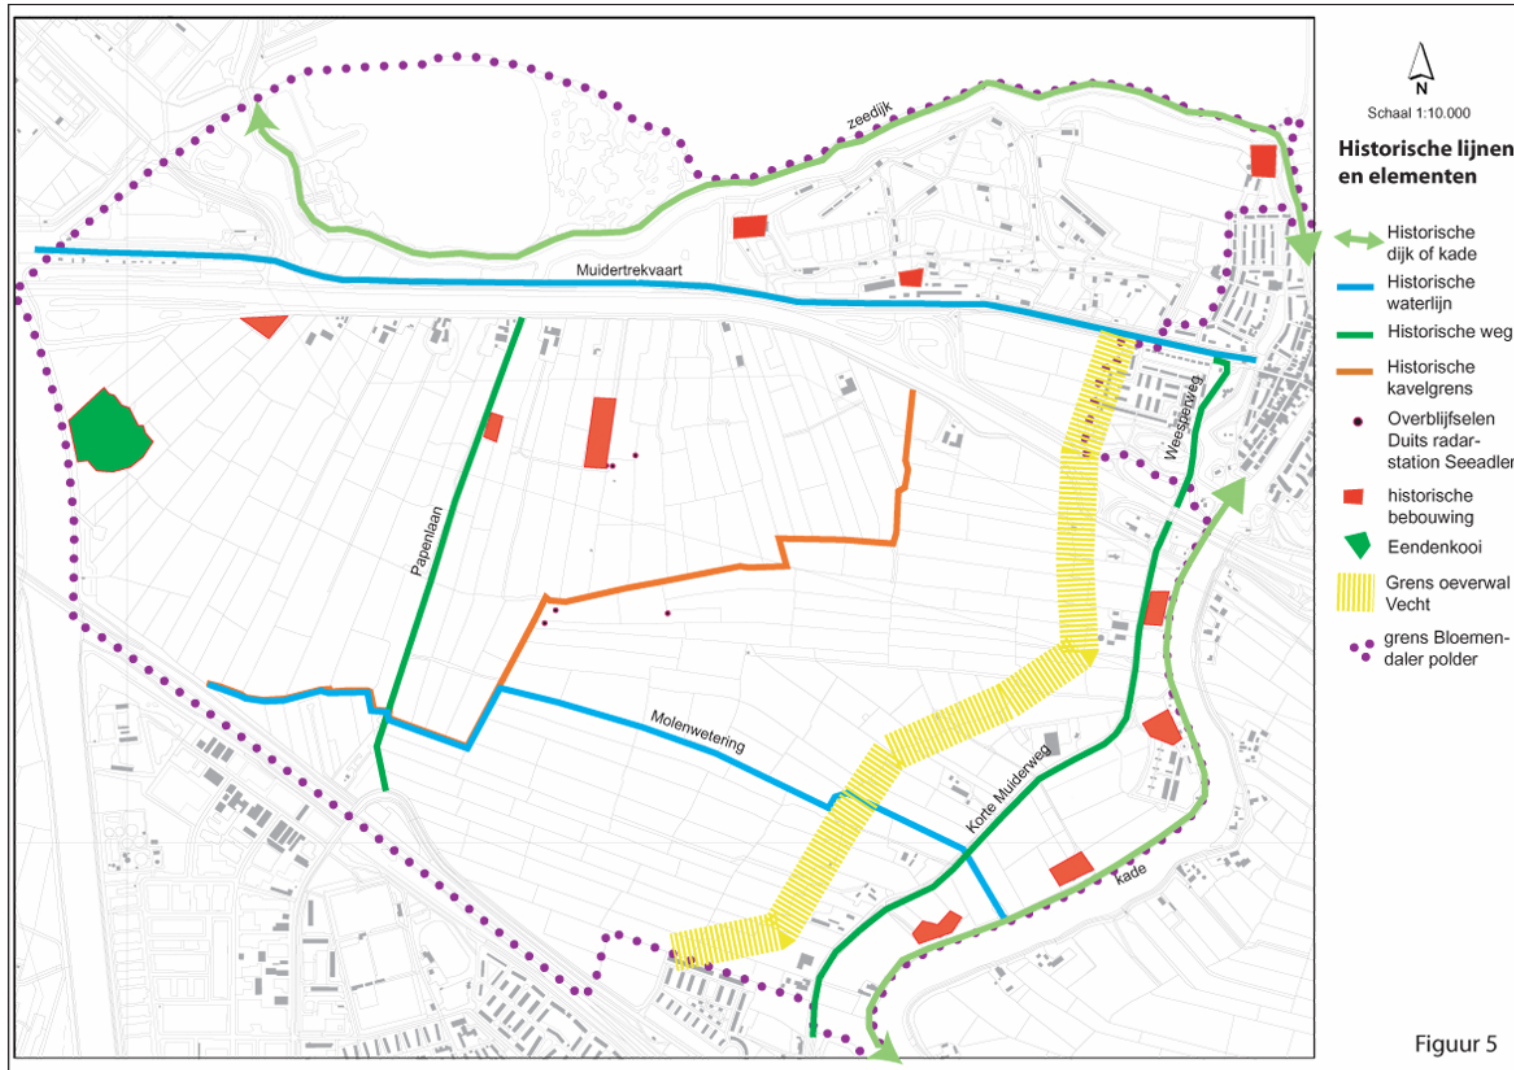 zeedijk
Muidertrekvaart
Weesperweg
Papenlaan
Molenwetering
Korte Muiderweg
kade
N
Schaal 1:10.000
Historische lijnen
en elementen
Historische
dijk of kade
Historische
waterlijn
Historische weg
Historische
kavelgrens
Overblijfselen
Duits radar-
station Seeadler
historische
bebouwing
Eendenkooi
Grens oeverwal
Vecht
grens Bloemen-
daler polder
Figuur 5